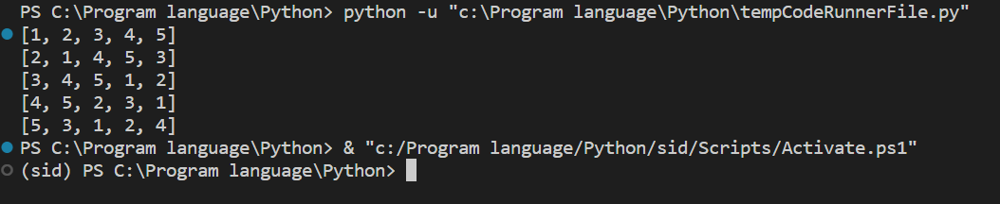 PS C:\Program language\Python> python -u "c:\Program language\Python\tempCodeRunnerFile.py"
[1, 2, 3, 4, 5]
[2, 1, 4, 5, 3]
[3, 4, 5, 1, 2]
[4, 5, 2, 3, 1]
[5, 3, 1, 2, 4]
PS C:\Program language\Python> & "c:/Program language/Python/sid/Scripts/Activate.ps1"
(sid) PS C:\Program language\Python>